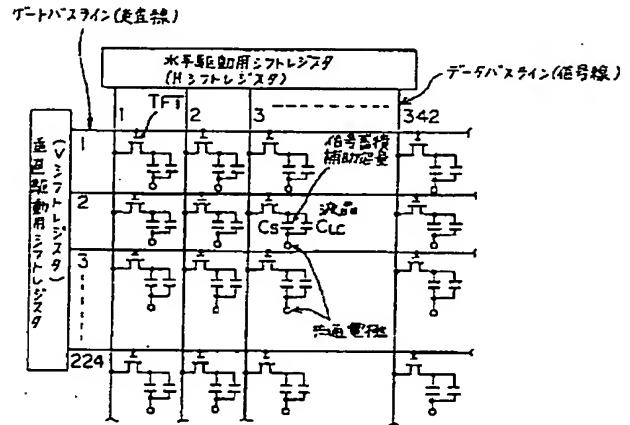 ゲートバスライン(走査線)
水平駆動用シフトレジスタ
(Hシフトレジスタ)
データバスライン(信号線)
1 2 3 342
TFT
垂直駆動用シフトレジスタ
(Vシフトレジスタ)
1
信号蓄積
補助容量
2
液晶
Cs CLC
3
共通電極
224